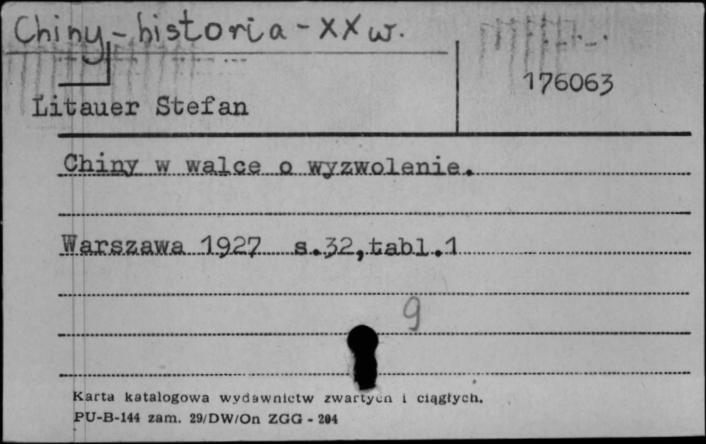 Chiny - historia - XX w.
176063
Litauer Stefan
Chiny w walce o wyzwolenie.
Warszawa 1927 s.32,tabl.1
9
Karta katalogowa wydawnictw zwartych i ciągłych.
PU-B-144 zam. 29/DW/On ZGG - 204